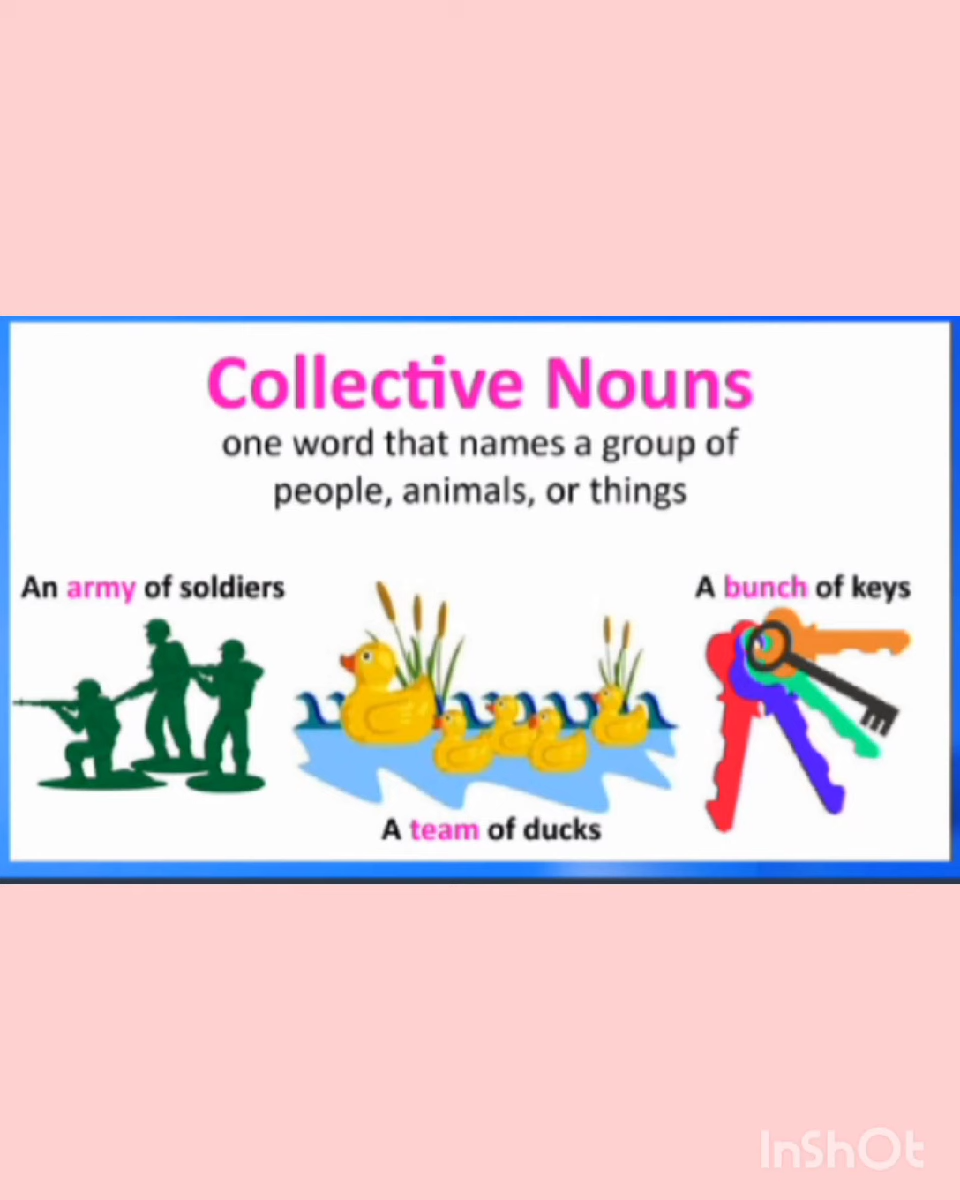 Collective Nouns
one word that names a group of
people, animals, or things
An army of soldiers
A bunch of keys
A team of ducks
InShOt